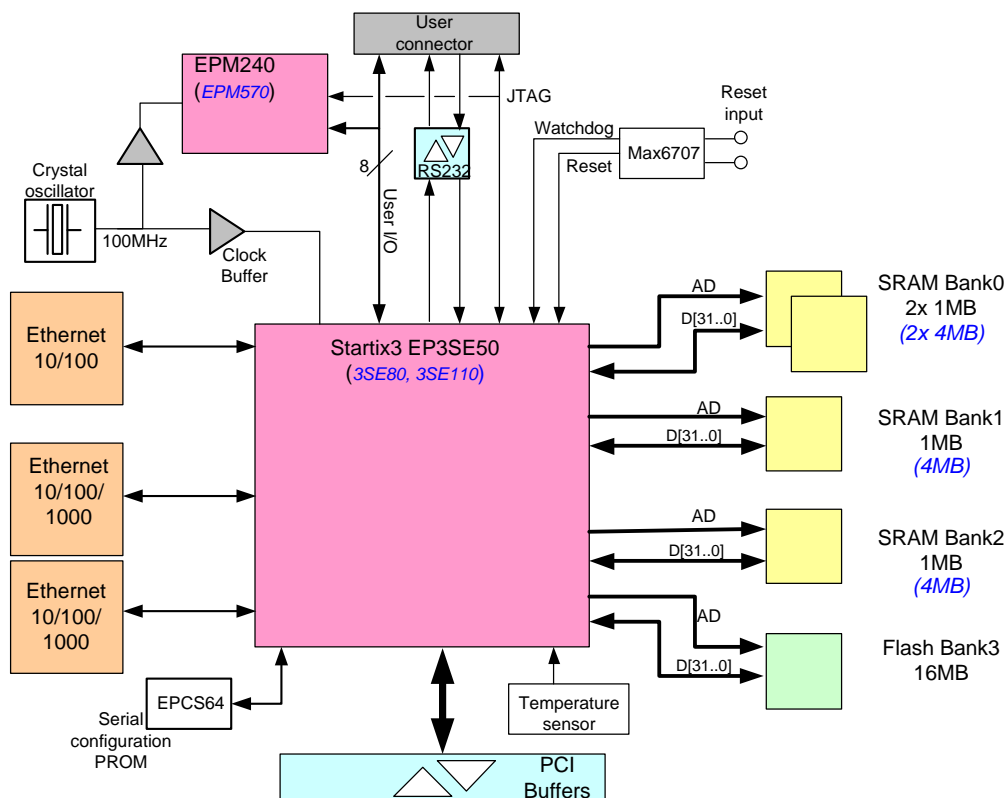 User
connector
EPM240
(EPM570)
JTAG
Reset
input
Watchdog
Max6707
Reset
RS232
8
User I/O
Crystal
oscillator
100MHz
Clock
Buffer
Ethernet
10/100
Startix3 EP3SE50
(3SE80, 3SE110)
AD
D[31..0]
SRAM Bank0
2x 1MB
(2x 4MB)
AD
D[31..0]
SRAM Bank1
1MB
(4MB)
Ethernet
10/100/
1000
AD
D[31..0]
SRAM Bank2
1MB
(4MB)
Ethernet
10/100/
1000
AD
D[31..0]
Flash Bank3
16MB
EPCS64
Serial
configuration
PROM
Temperature
sensor
PCI
Buffers